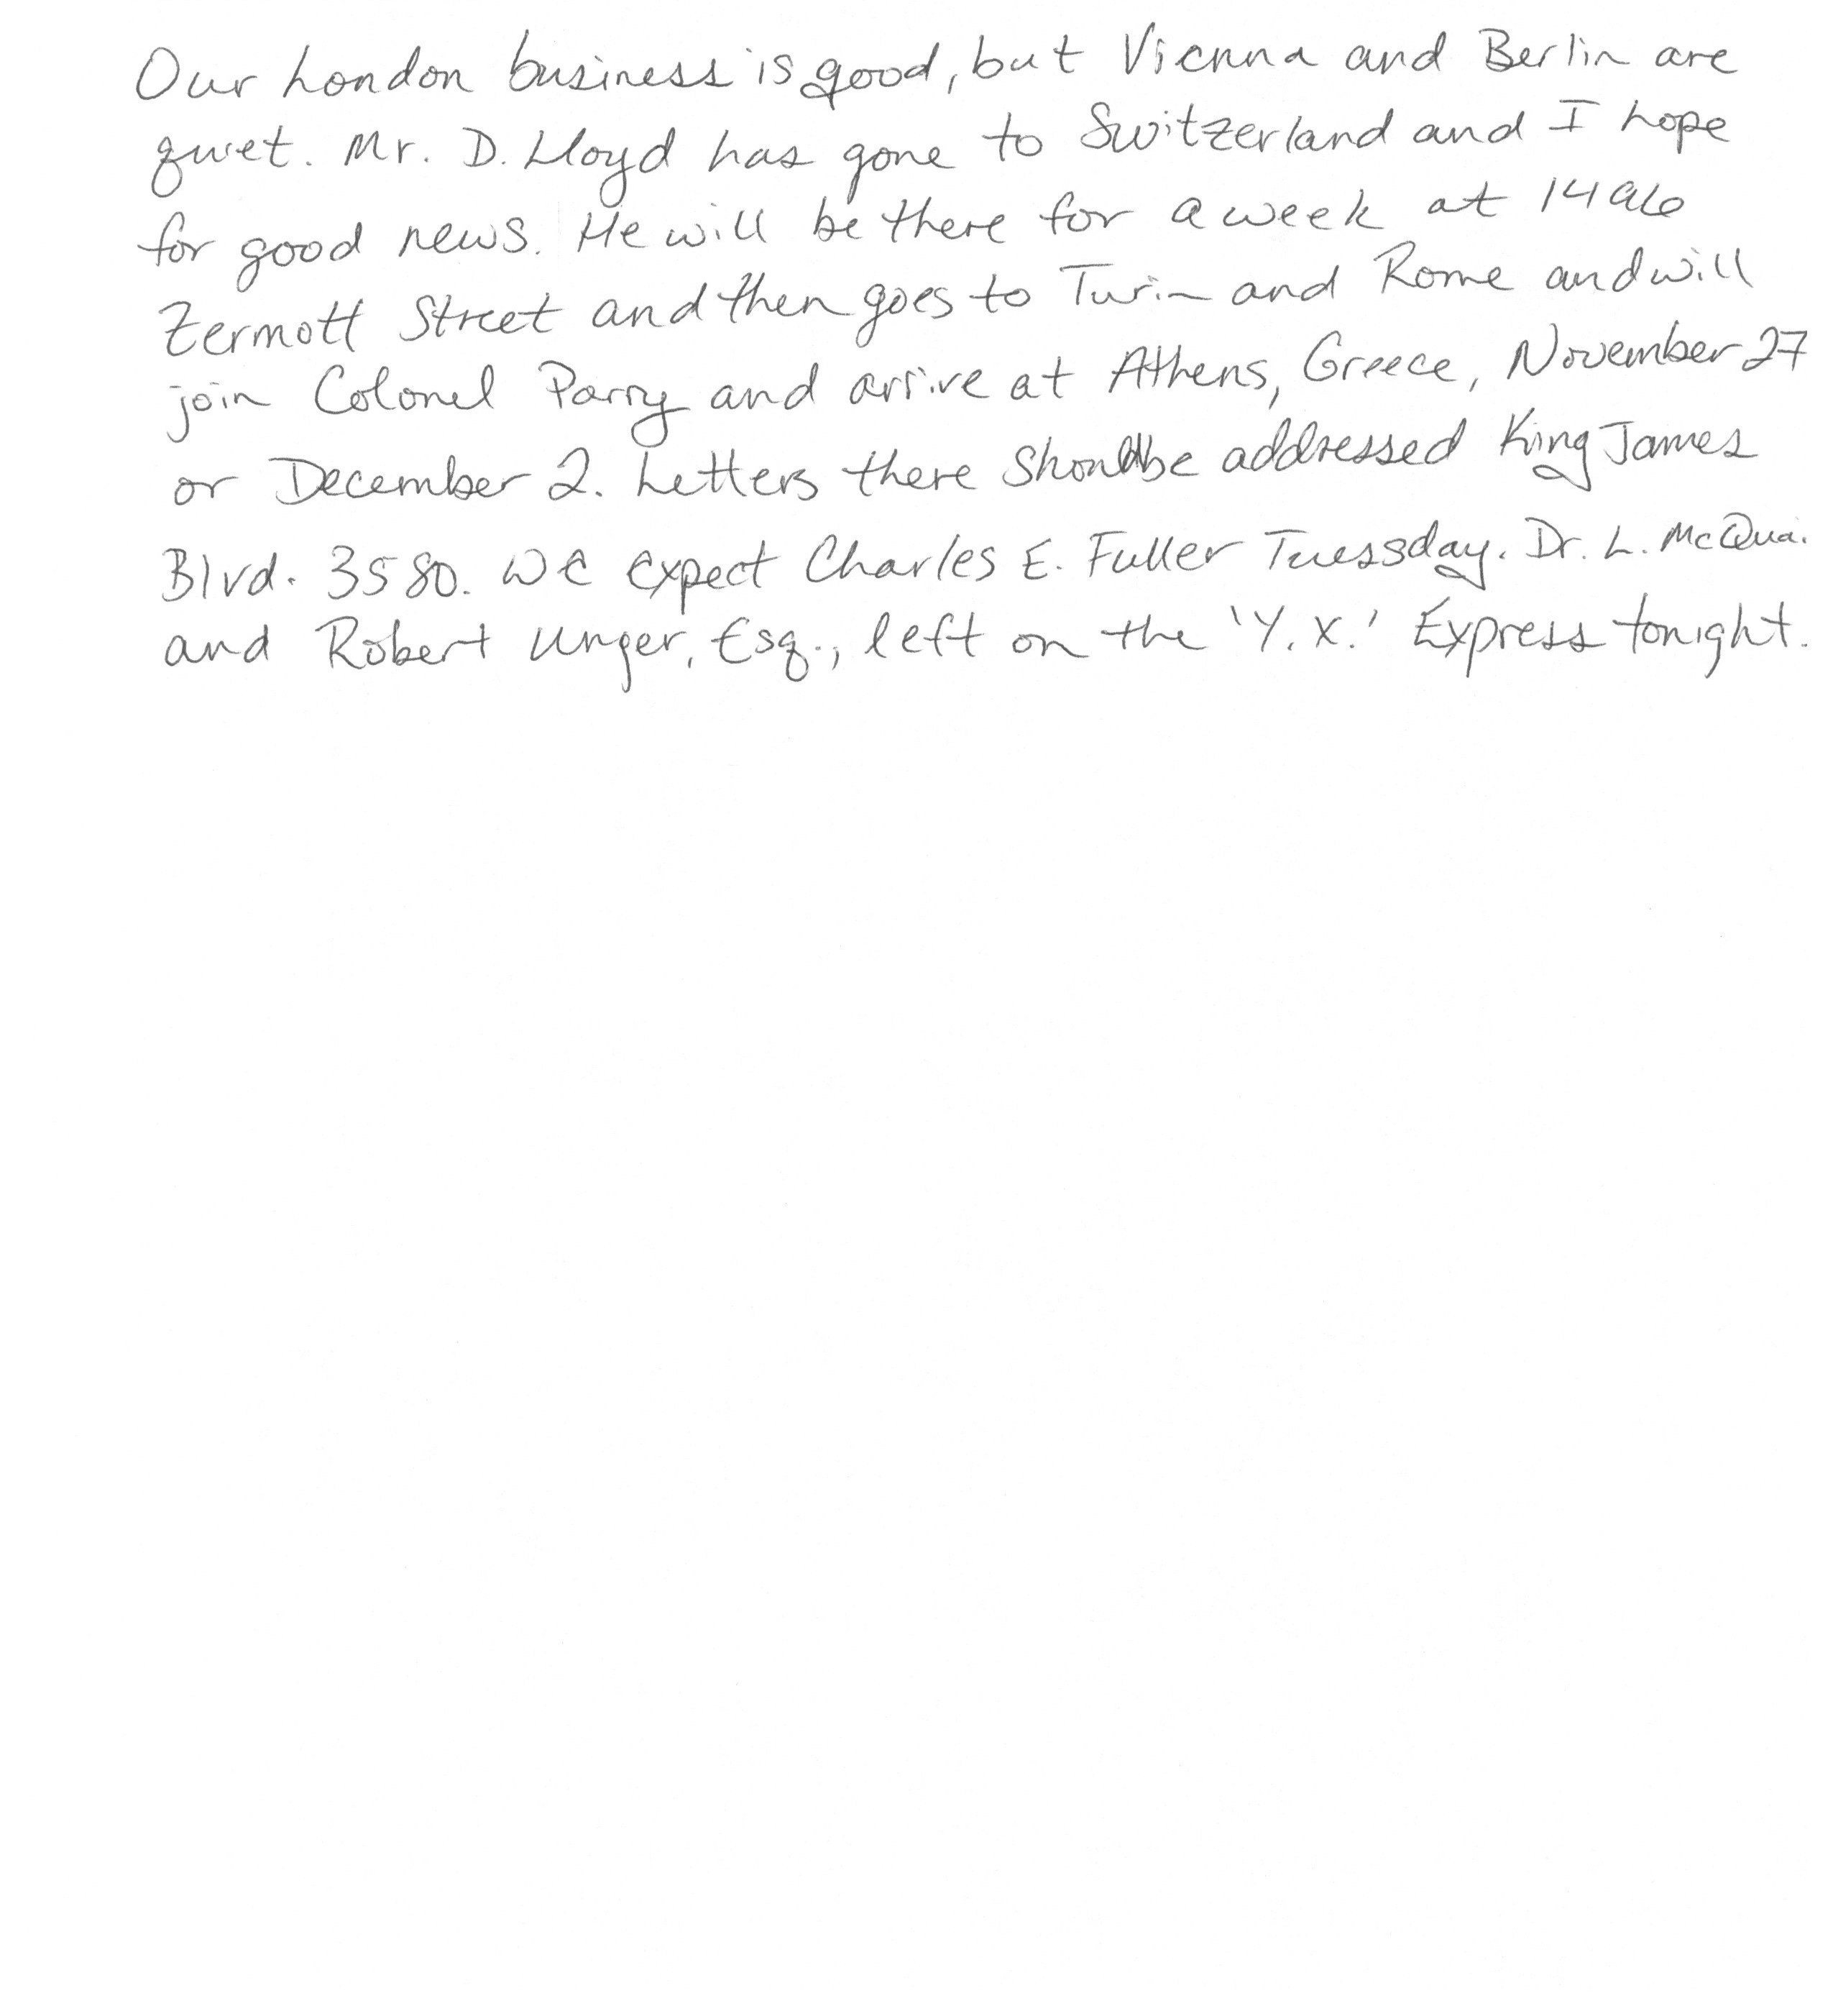 Our London business is good, but Vienna and Berlin are
quiet. Mr. D. Lloyd has gone to Switzerland and I hope
for good news. He will be there for a week at 1496
Zermott Street and then goes to Turin and Rome and will
join Colonel Parry and arrive at Athens, Greece, November 27
or December 2. Letters there should be addressed King James
Blvd. 3580. We expect Charles E. Fuller Tuessday. Dr. L. McQua.
and Robert Unger, Esq., left on the 'Y.X.' Express tonight.